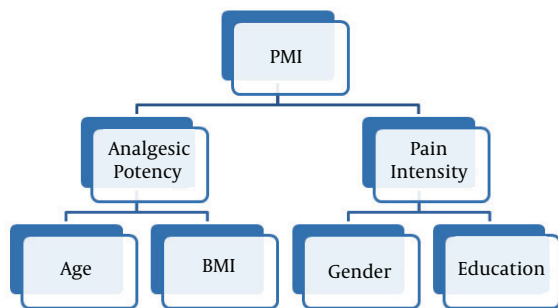 PMI
Analgesic
Potency
Pain
Intensity
Age
BMI
Gender
Education